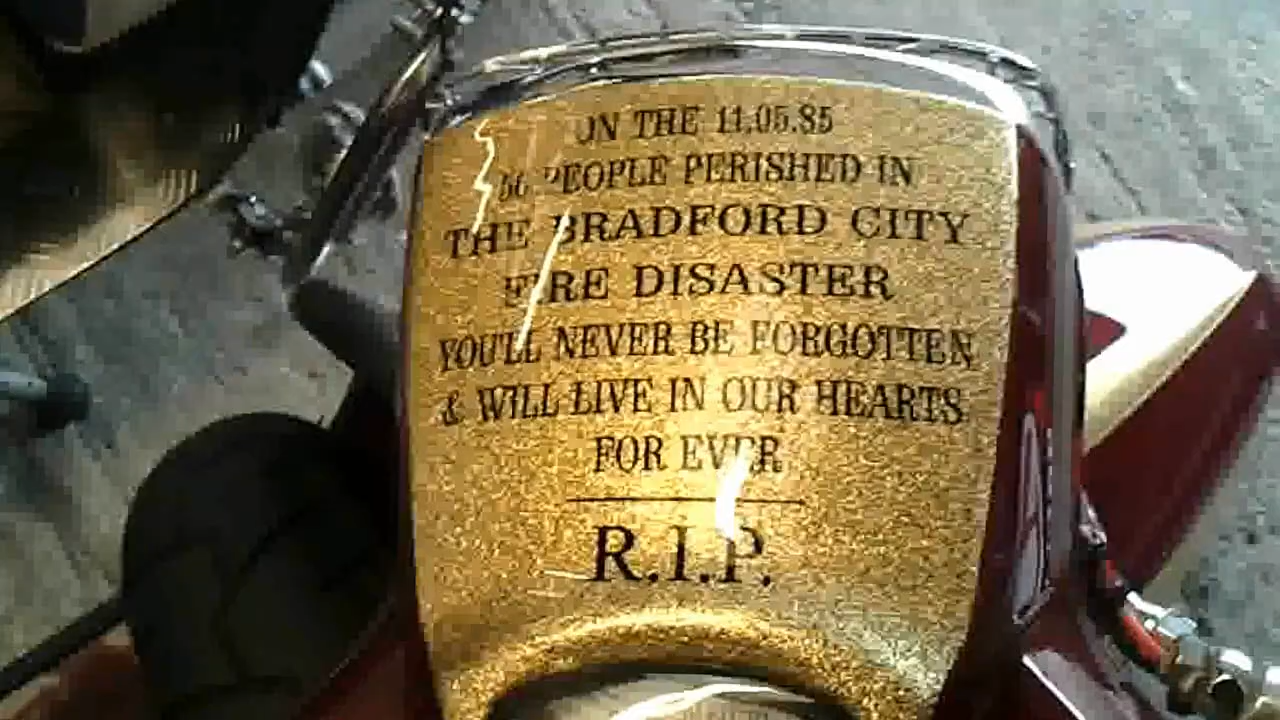 ON THE 11.05.85
56 PEOPLE PERISHED IN
THE BRADFORD CITY
FIRE DISASTER
YOU'LL NEVER BE FORGOTTEN
& WILL LIVE IN OUR HEARTS
FOR EVER
R.I.P.